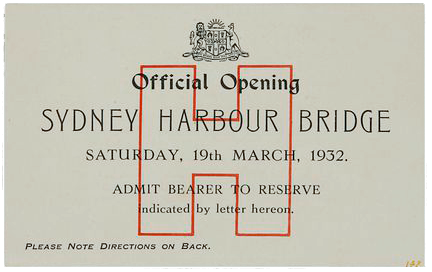 Official Opening
SYDNEY HARBOUR BRIDGE
SATURDAY, 19th MARCH, 1932.
ADMIT BEARER TO RESERVE
indicated by letter hereon.
H
PLEASE NOTE DIRECTIONS ON BACK.